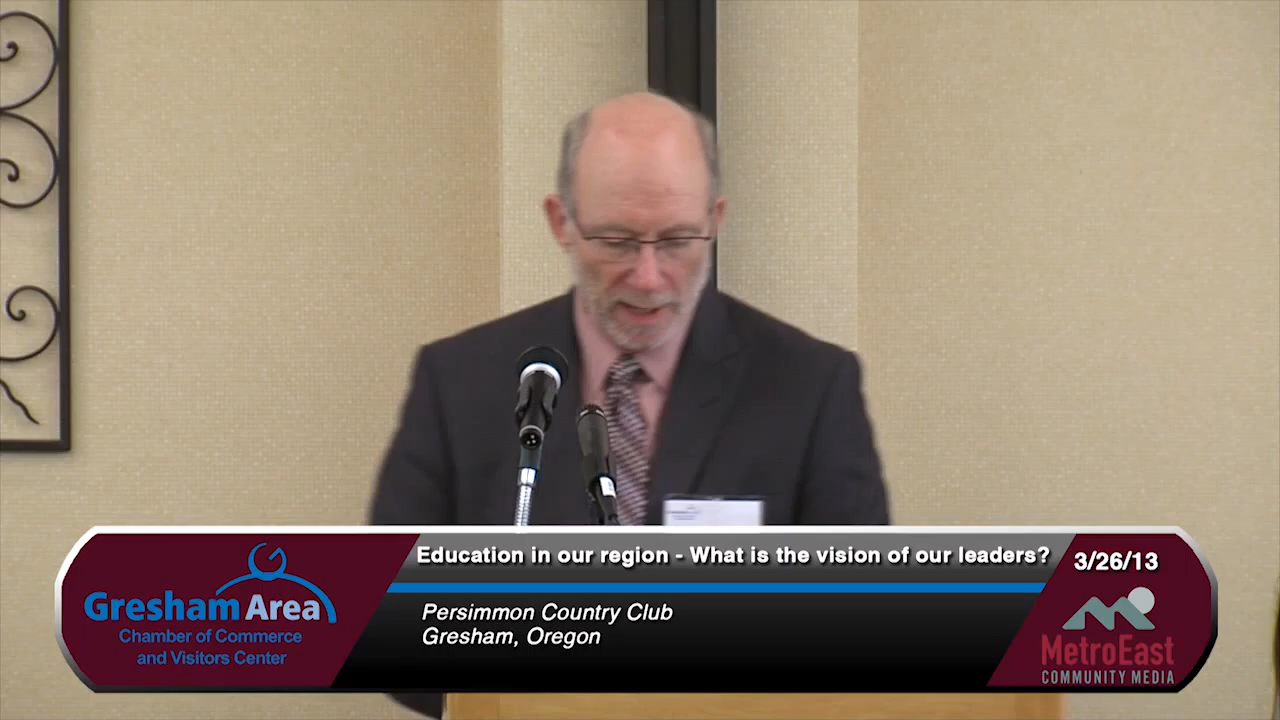 Education in our region - What is the vision of our leaders?
3/26/13
Gresham Area
Chamber of Commerce
and Visitors Center
Persimmon Country Club
Gresham, Oregon
MetroEast
COMMUNITY MEDIA